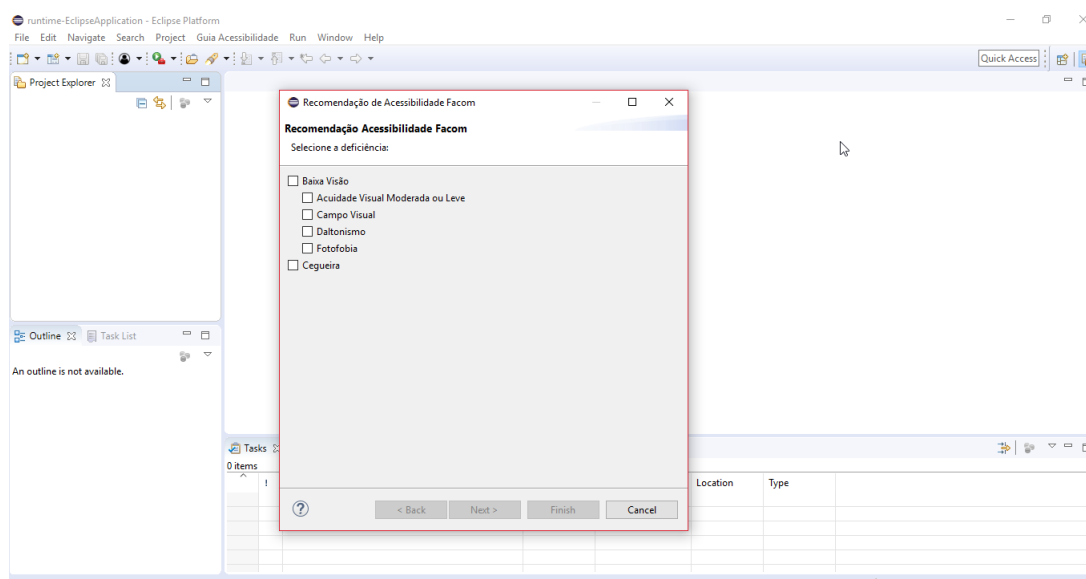 runtime-EclipseApplication - Eclipse Platform
File Edit Navigate Search Project Guia Acessibilidade Run Window Help
Quick Access
Project Explorer
Recomendação de Acessibilidade Facom
Recomendação Acessibilidade Facom
Selecione a deficiência:
Baixa Visão
Acuidade Visual Moderada ou Leve
Campo Visual
Daltonismo
Fotofobia
Cegueira
Outline Task List
An outline is not available.
Tasks
0 items
! Location Type
< Back Next > Finish Cancel